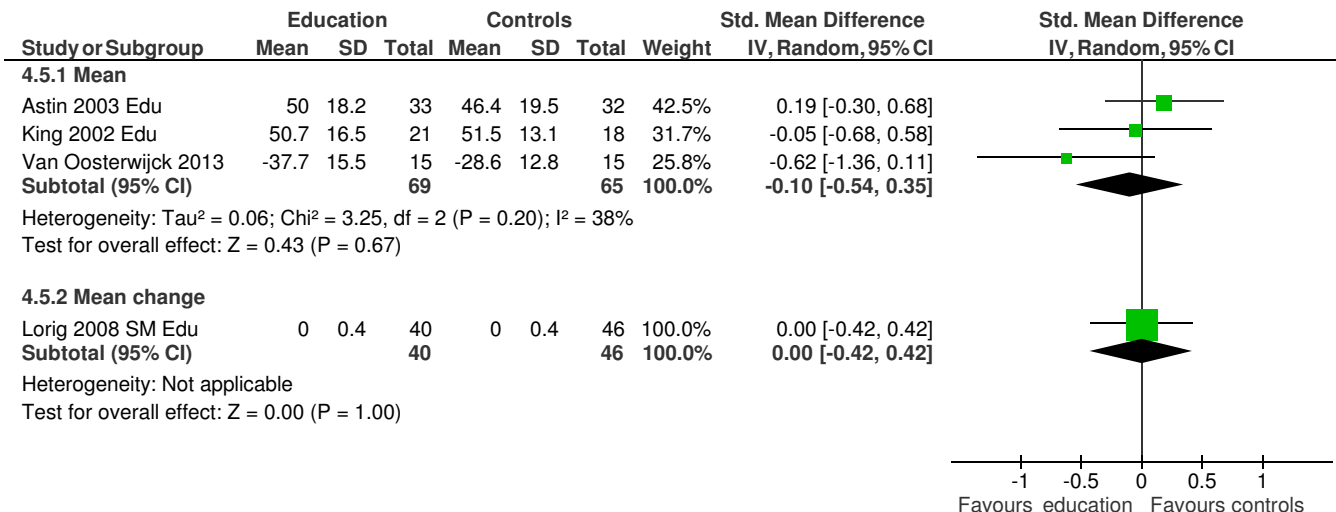 Education Controls Std. Mean Difference Std. Mean Difference
Study or Subgroup Mean SD Total Mean SD Total Weight IV, Random, 95% CI IV, Random, 95% CI
4.5.1 Mean
Astin 2003 Edu 50 18.2 33 46.4 19.5 32 42.5% 0.19 [-0.30, 0.68]
King 2002 Edu 50.7 16.5 21 51.5 13.1 18 31.7% -0.05 [-0.68, 0.58]
Van Oosterwijck 2013 -37.7 15.5 15 -28.6 12.8 15 25.8% -0.62 [-1.36, 0.11]
Subtotal (95% CI) 69 65 100.0% -0.10 [-0.54, 0.35]
Heterogeneity: Tau² = 0.06; Chi² = 3.25, df = 2 (P = 0.20); I² = 38%
Test for overall effect: Z = 0.43 (P = 0.67)
4.5.2 Mean change
Lorig 2008 SM Edu 0 0.4 40 0 0.4 46 100.0% 0.00 [-0.42, 0.42]
Subtotal (95% CI) 40 46 100.0% 0.00 [-0.42, 0.42]
Heterogeneity: Not applicable
Test for overall effect: Z = 0.00 (P = 1.00)
-1 -0.5 0 0.5 1
Favours education Favours controls